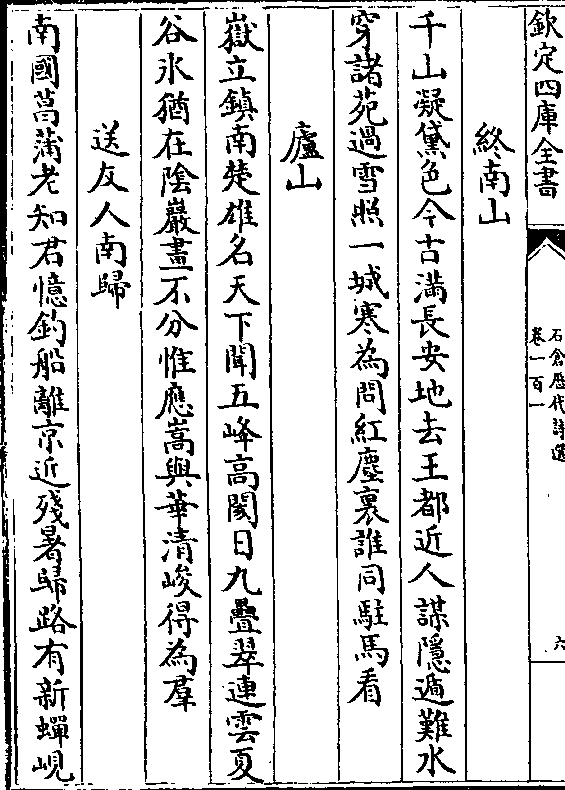 欽定四庫全書
石倉歷代詩選
卷一百一
六
終南山
千山凝黛色今古滿長安地去王都近人謀隱遁難水
穿諸苑過雪照一城寒為問紅塵裏誰同駐馬看
廬山
嶽立鎮南楚雄名天下聞五峰高閡日九疊翠連雲夏
谷氷猶在陰巖晝不分惟應嵩與華清峻得為羣
送友人南歸
南國菖蒲老知君憶釣船離京近殘暑歸路有新蟬峴